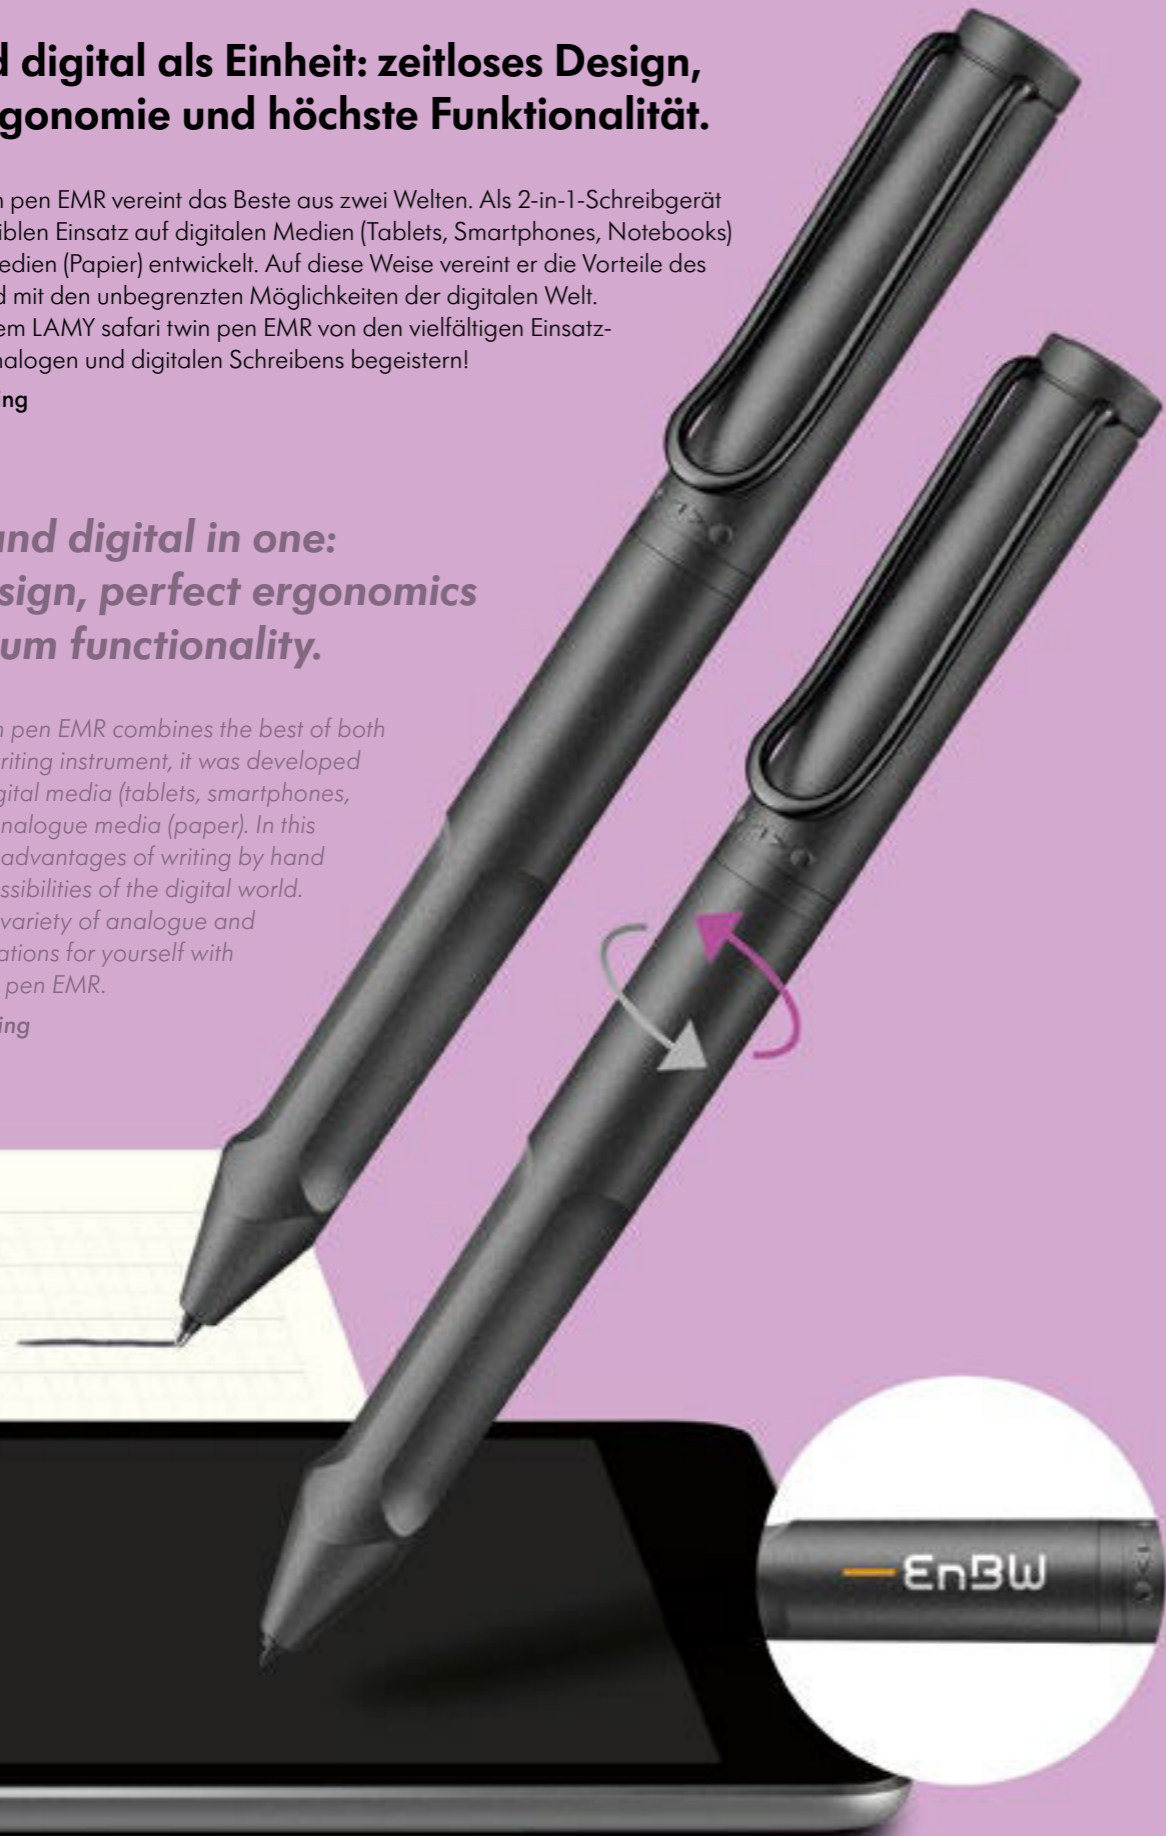 d digital als Einheit: zeitloses Design,
gonomie und höchste Funktionalität.
n pen EMR vereint das Beste aus zwei Welten. Als 2-in-1-Schreibgerät
iblen Einsatz auf digitalen Medien (Tablets, Smartphones, Notebooks)
edien (Papier) entwickelt. Auf diese Weise vereint er die Vorteile des
d mit den unbegrenzten Möglichkeiten der digitalen Welt.
em LAMY safari twin pen EMR von den vielfältigen Einsatz-
nalogen und digitalen Schreibens begeistern!
ing
and digital in one:
sign, perfect ergonomics
um functionality.
n pen EMR combines the best of both
riting instrument, it was developed
gital media (tablets, smartphones,
nalogue media (paper). In this
advantages of writing by hand
ssibilities of the digital world.
variety of analogue and
ations for yourself with
pen EMR.
ing
EnBW